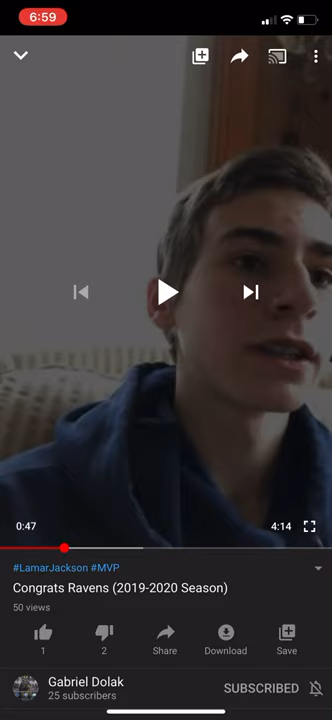 6:59
0:47
4:14
#LamarJackson #MVP
Congrats Ravens (2019-2020 Season)
50 views
1
2
Share
Download
Save
Gabriel Dolak
25 subscribers
SUBSCRIBED